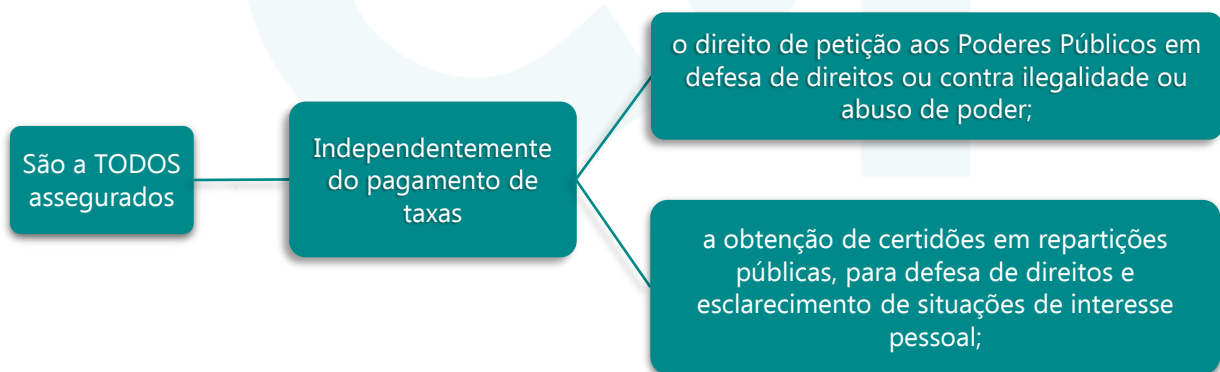 São a TODOS
assegurados
Independentemente
do pagamento de
taxas
o direito de petição aos Poderes Públicos em
defesa de direitos ou contra ilegalidade ou
abuso de poder;
a obtenção de certidões em repartições
públicas, para defesa de direitos e
esclarecimento de situações de interesse
pessoal;